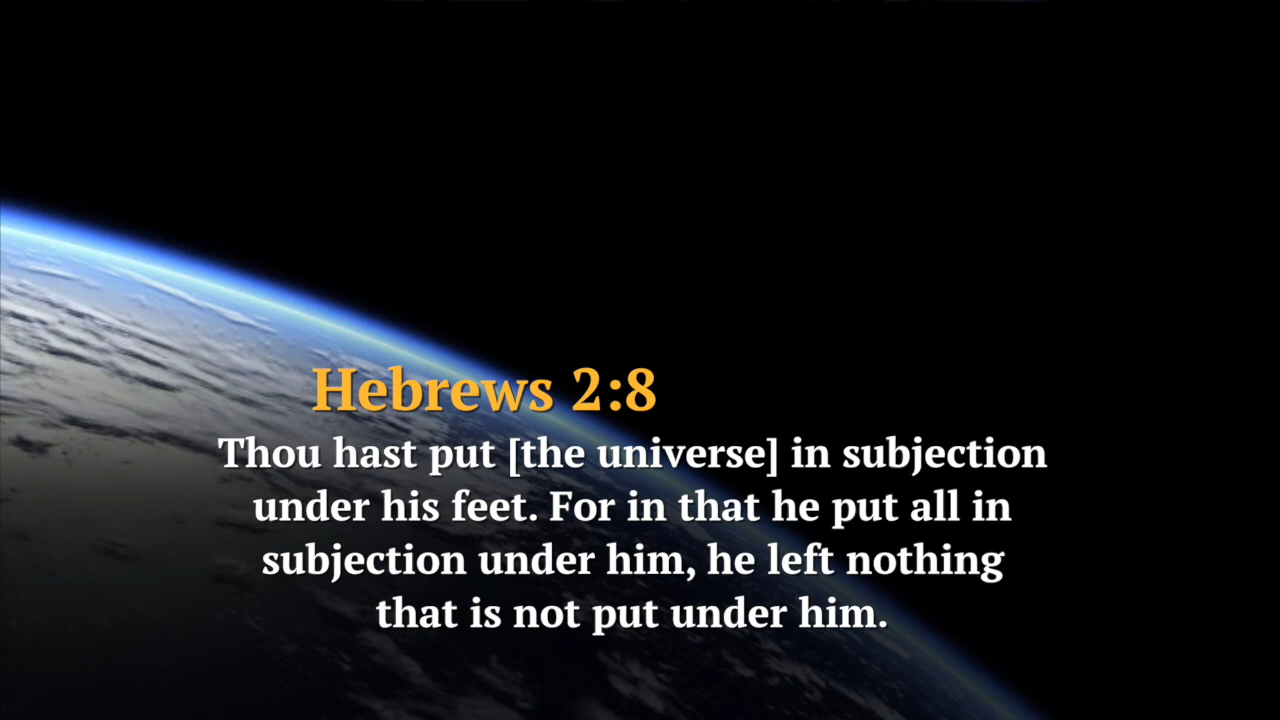 Hebrews 2:8
Thou hast put [the universe] in subjection
under his feet. For in that he put all in
subjection under him, he left nothing
that is not put under him.